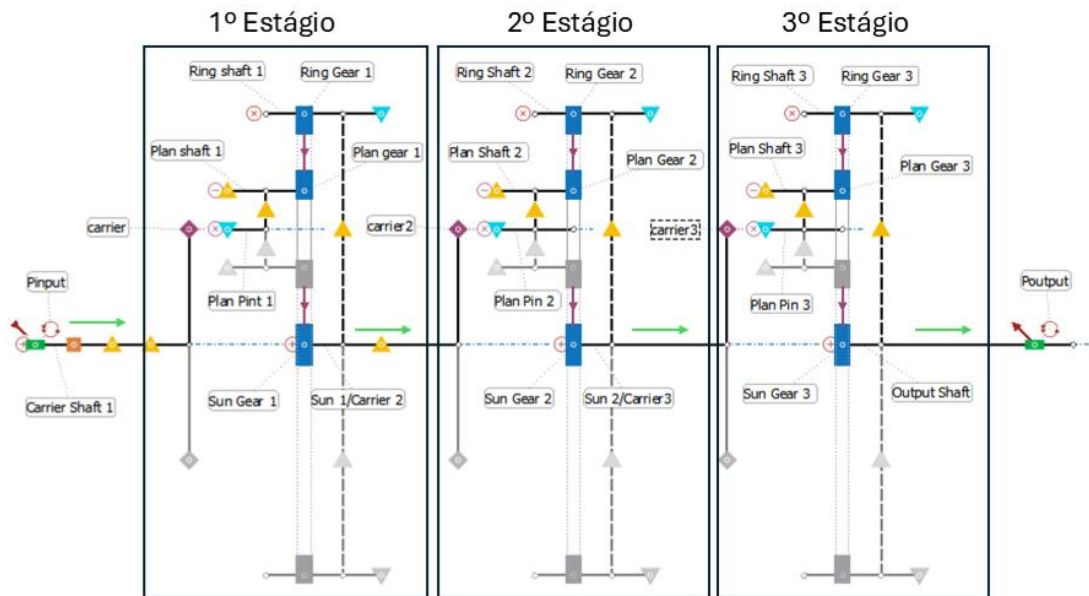 1º Estágio
2º Estágio
3º Estágio
Ring shaft 1
Ring Gear 1
Ring Shaft 2
Ring Gear 2
Ring Shaft 3
Ring Gear 3
Plan shaft 1
Plan gear 1
Plan Shaft 2
Plan Gear 2
Plan Shaft 3
Plan Gear 3
carrier
carrier2
carrier3
Plan Pint 1
Plan Pin 2
Plan Pin 3
Pinput
Poutput
Carrier Shaft 1
Sun Gear 1
Sun 1/Carrier 2
Sun Gear 2
Sun 2/Carrier3
Sun Gear 3
Output Shaft